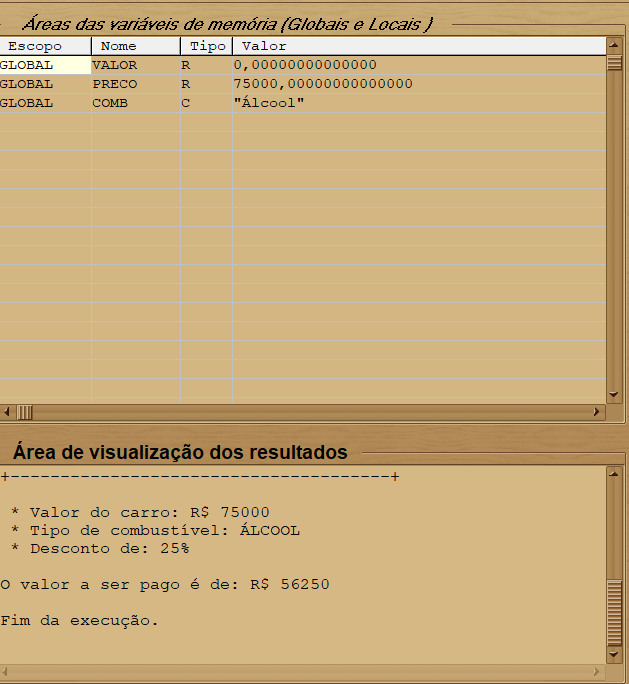 Áreas das variáveis de memória (Globais e Locais )
Escopo Nome Tipo Valor
GLOBAL VALOR R 0,00000000000000
GLOBAL PRECO R 75000,00000000000000
GLOBAL COMB C "Álcool"
Área de visualização dos resultados
+--------------------------------------+
* Valor do carro: R$ 75000
* Tipo de combustível: ÁLCOOL
* Desconto de: 25%
O valor a ser pago é de: R$ 56250
Fim da execução.